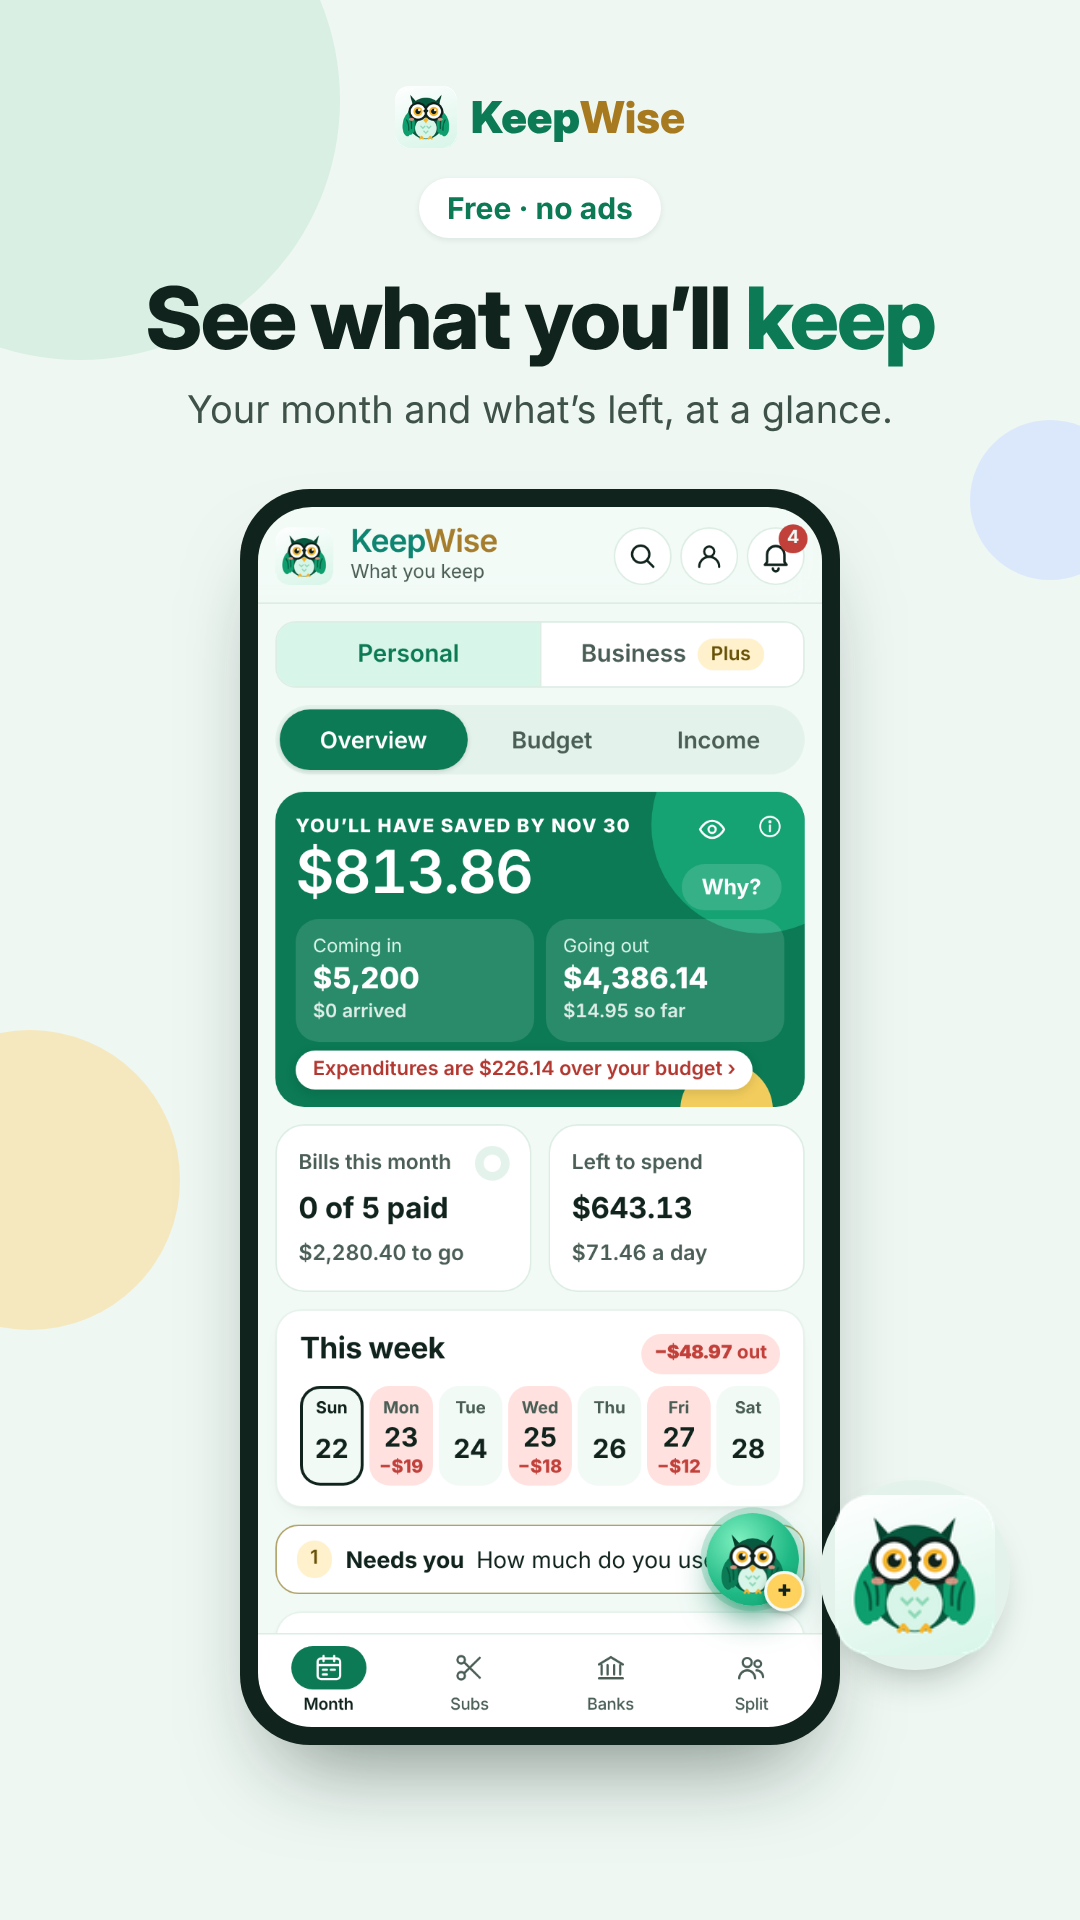 KeepWise
Free · no ads
See what you’ll keep
Your month and what’s left, at a glance.
KeepWise
What you keep
4
Personal
Business Plus
Overview Budget Income
YOU’LL HAVE SAVED BY NOV 30
$813.86
Why?
Coming in
$5,200
$0 arrived
Going out
$4,386.14
$14.95 so far
Expenditures are $226.14 over your budget ›
Bills this month
0 of 5 paid
$2,280.40 to go
Left to spend
$643.13
$71.46 a day
This week
−$48.97 out
Sun Mon Tue Wed Thu Fri Sat
22 23 24 25 26 27 28
−$19 −$18 −$12
1 Needs you How much do you
+
Month Subs Banks Split